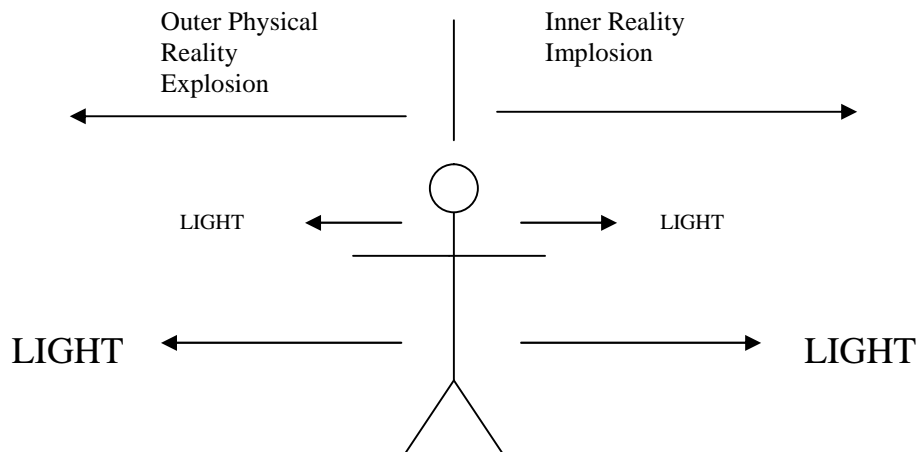 Outer Physical
Reality
Explosion
Inner Reality
Implosion
LIGHT
LIGHT
LIGHT
LIGHT